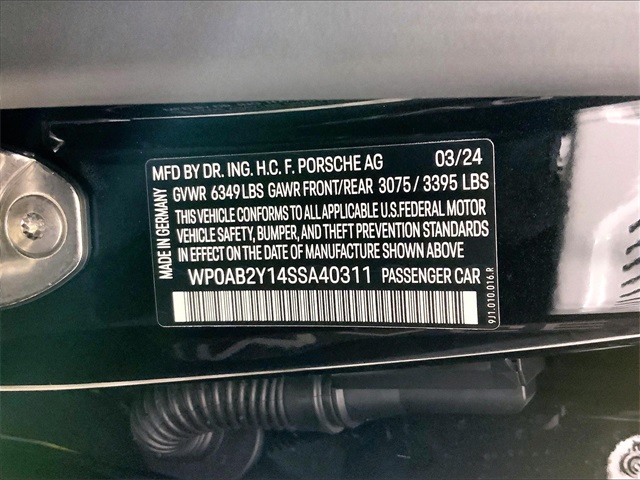 MFD BY DR. ING. H.C. F. PORSCHE AG 03/24
GVWR 6349 LBS GAWR FRONT/REAR 3075 / 3395 LBS
THIS VEHICLE CONFORMS TO ALL APPLICABLE U.S.FEDERAL MOTOR
VEHICLE SAFETY, BUMPER, AND THEFT PREVENTION STANDARDS
IN EFFECT ON THE DATE OF MANUFACTURE SHOWN ABOVE.
WP0AB2Y14SSA40311 PASSENGER CAR
MADE IN GERMANY
9J1.010.016.R